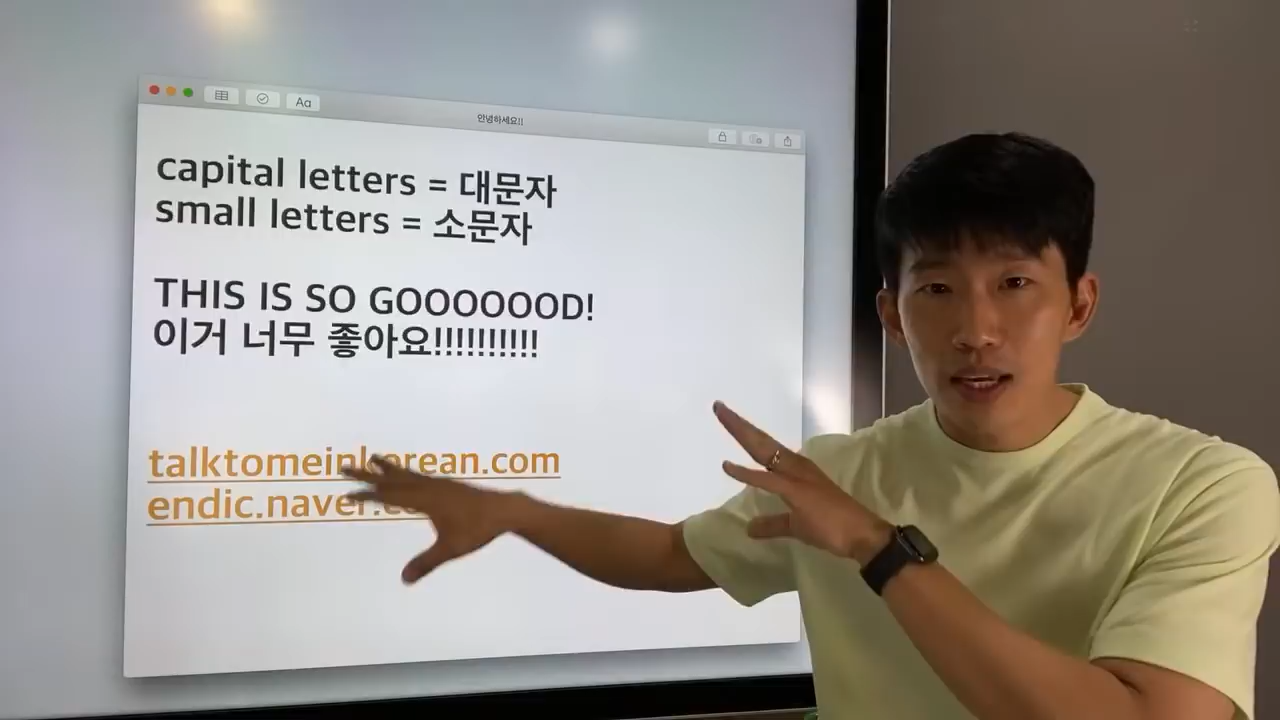 Aa
안녕하세요!!
capital letters = 대문자
small letters = 소문자
THIS IS SO GOOOOOOD!
이거 너무 좋아요!!!!!!!!!!
talktomeinkorean.com
endic.naver.